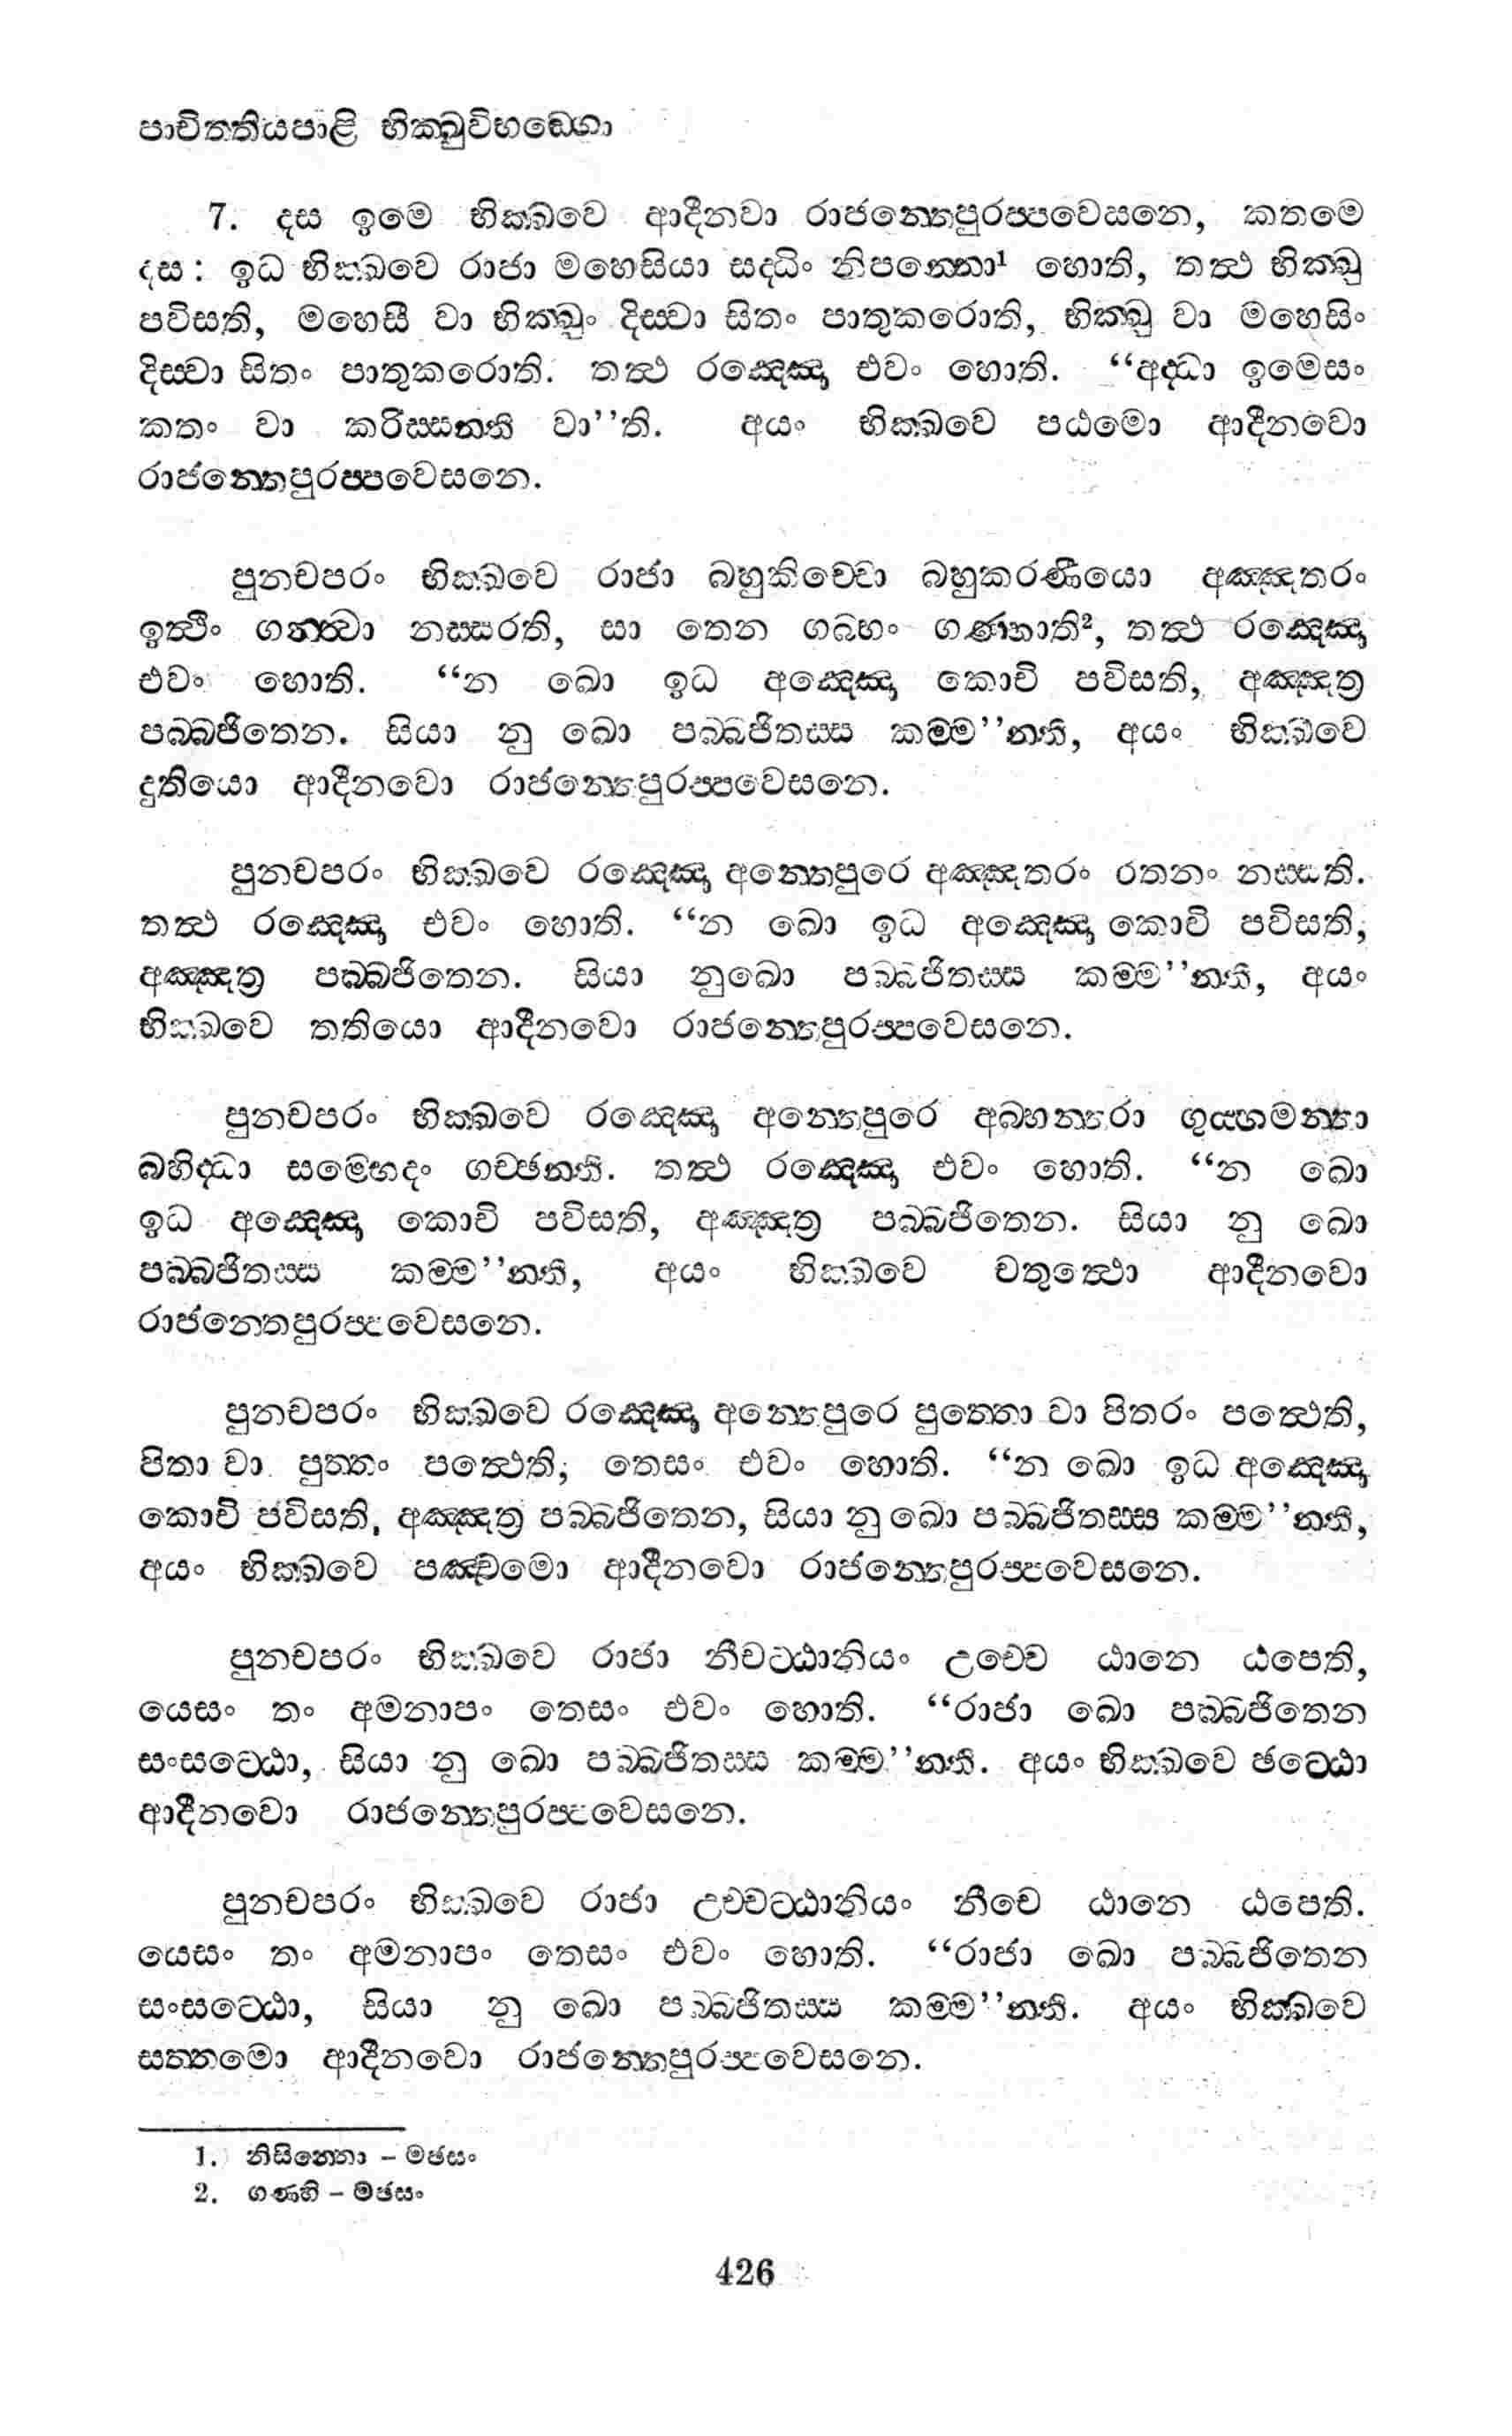 පාචිත්තියපාළි භික්ඛුවිභඞ්ගො
7. දස ඉමෙ භික්ඛවෙ ආදීනවා රාජන්තෙපුරප්පවෙසනෙ, කතමෙ
දස: ඉධ භික්ඛවෙ රාජා මහෙසියා සද්ධිං නිපන්නො¹ හොති, තත්ථ භික්ඛු
පවිසති, මහෙසී වා භික්ඛුං දිස්වා සිතං පාතුකරොති, භික්ඛු වා මහෙසිං
දිස්වා සිතං පාතුකරොති. තත්ථ රඤ්ඤො එවං හොති. “අද්ධා ඉමෙසං
කතං වා කරිස්සන්ති වා’’ති. අයං භික්ඛවෙ පඨමො ආදීනවො
රාජන්තෙපුරප්පවෙසනෙ.
පුනචපරං භික්ඛවෙ රාජා බහුකිච්චො බහුකරණීයො අඤ්ඤතරං
ඉත්ථිං ගන්ත්වා නස්සරති, සා තෙන ගබ්භං ගණ්හාති², තත්ථ රඤ්ඤො
එවං හොති. “න ඛො ඉධ අඤ්ඤො කොචි පවිසති, අඤ්ඤත්‍ර
පබ්බජිතෙන. සියා නු ඛො පබ්බජිතස්ස කම්ම’’න්ති, අයං භික්ඛවෙ
දුතියො ආදීනවො රාජන්තෙපුරප්පවෙසනෙ.
පුනචපරං භික්ඛවෙ රඤ්ඤො අන්තෙපුරෙ අඤ්ඤතරං රතනං නස්සති.
තත්ථ රඤ්ඤො එවං හොති. “න ඛො ඉධ අඤ්ඤො කොචි පවිසති,
අඤ්ඤත්‍ර පබ්බජිතෙන. සියා නුඛො පබ්බජිතස්ස කම්ම’’න්ති, අයං
භික්ඛවෙ තතියො ආදීනවො රාජන්තෙපුරප්පවෙසනෙ.
පුනචපරං භික්ඛවෙ රඤ්ඤො අන්තෙපුරෙ අබ්භන්තරා ගුය්හමන්තා
බහිද්ධා සම්භෙදං ගච්ඡන්ති. තත්ථ රඤ්ඤො එවං හොති. “න ඛො
ඉධ අඤ්ඤො කොචි පවිසති, අඤ්ඤත්‍ර පබ්බජිතෙන. සියා නු ඛො
පබ්බජිතස්ස කම්ම’’න්ති, අයං භික්ඛවෙ චතුත්ථො ආදීනවො
රාජන්තෙපුරප්පවෙසනෙ.
පුනචපරං භික්ඛවෙ රඤ්ඤො අන්තෙපුරෙ පුත්තො වා පිතරං පත්ථෙති,
පිතා වා පුත්තං පත්ථෙති, තෙසං එවං හොති. “න ඛො ඉධ අඤ්ඤො
කොචි පවිසති, අඤ්ඤත්‍ර පබ්බජිතෙන, සියා නු ඛො පබ්බජිතස්ස කම්ම’’න්ති,
අයං භික්ඛවෙ පඤ්චමො ආදීනවො රාජන්තෙපුරප්පවෙසනෙ.
පුනචපරං භික්ඛවෙ රාජා නීචට්ඨානියං උච්චෙ ඨානෙ ඨපෙති,
යෙසං තං අමනාපං තෙසං එවං හොති. “රාජා ඛො පබ්බජිතෙන
සංසට්ඨො, සියා නු ඛො පබ්බජිතස්ස කම්ම’’න්ති. අයං භික්ඛවෙ ඡට්ඨො
ආදීනවො රාජන්තෙපුරප්පවෙසනෙ.
පුනචපරං භික්ඛවෙ රාජා උච්චට්ඨානියං නීචෙ ඨානෙ ඨපෙති.
යෙසං තං අමනාපං තෙසං එවං හොති. “රාජා ඛො පබ්බජිතෙන
සංසට්ඨො, සියා නු ඛො පබ්බජිතස්ස කම්ම’’න්ති. අයං භික්ඛවෙ
සත්තමො ආදීනවො රාජන්තෙපුරප්පවෙසනෙ.
1. නිසින්නො – මඡසං
2. ගණ්හි – මඡසං
426